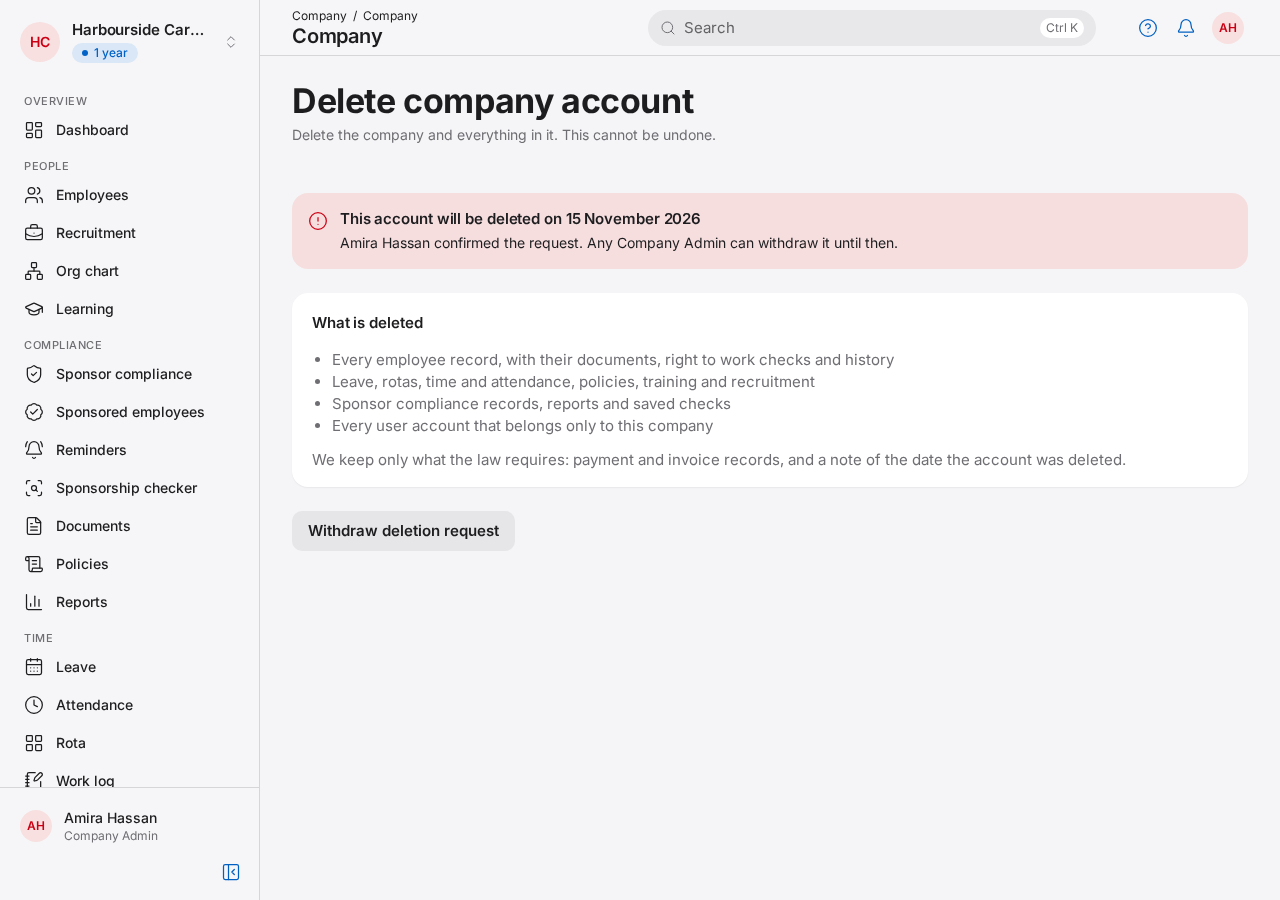 HC
Harbourside Car...
1 year
OVERVIEW
Dashboard
PEOPLE
Employees
Recruitment
Org chart
Learning
COMPLIANCE
Sponsor compliance
Sponsored employees
Reminders
Sponsorship checker
Documents
Policies
Reports
TIME
Leave
Attendance
Rota
Work log
AH
Amira Hassan
Company Admin
Company / Company
Company
Search
Ctrl K
AH
Delete company account
Delete the company and everything in it. This cannot be undone.
This account will be deleted on 15 November 2026
Amira Hassan confirmed the request. Any Company Admin can withdraw it until then.
What is deleted
• Every employee record, with their documents, right to work checks and history
• Leave, rotas, time and attendance, policies, training and recruitment
• Sponsor compliance records, reports and saved checks
• Every user account that belongs only to this company
We keep only what the law requires: payment and invoice records, and a note of the date the account was deleted.
Withdraw deletion request